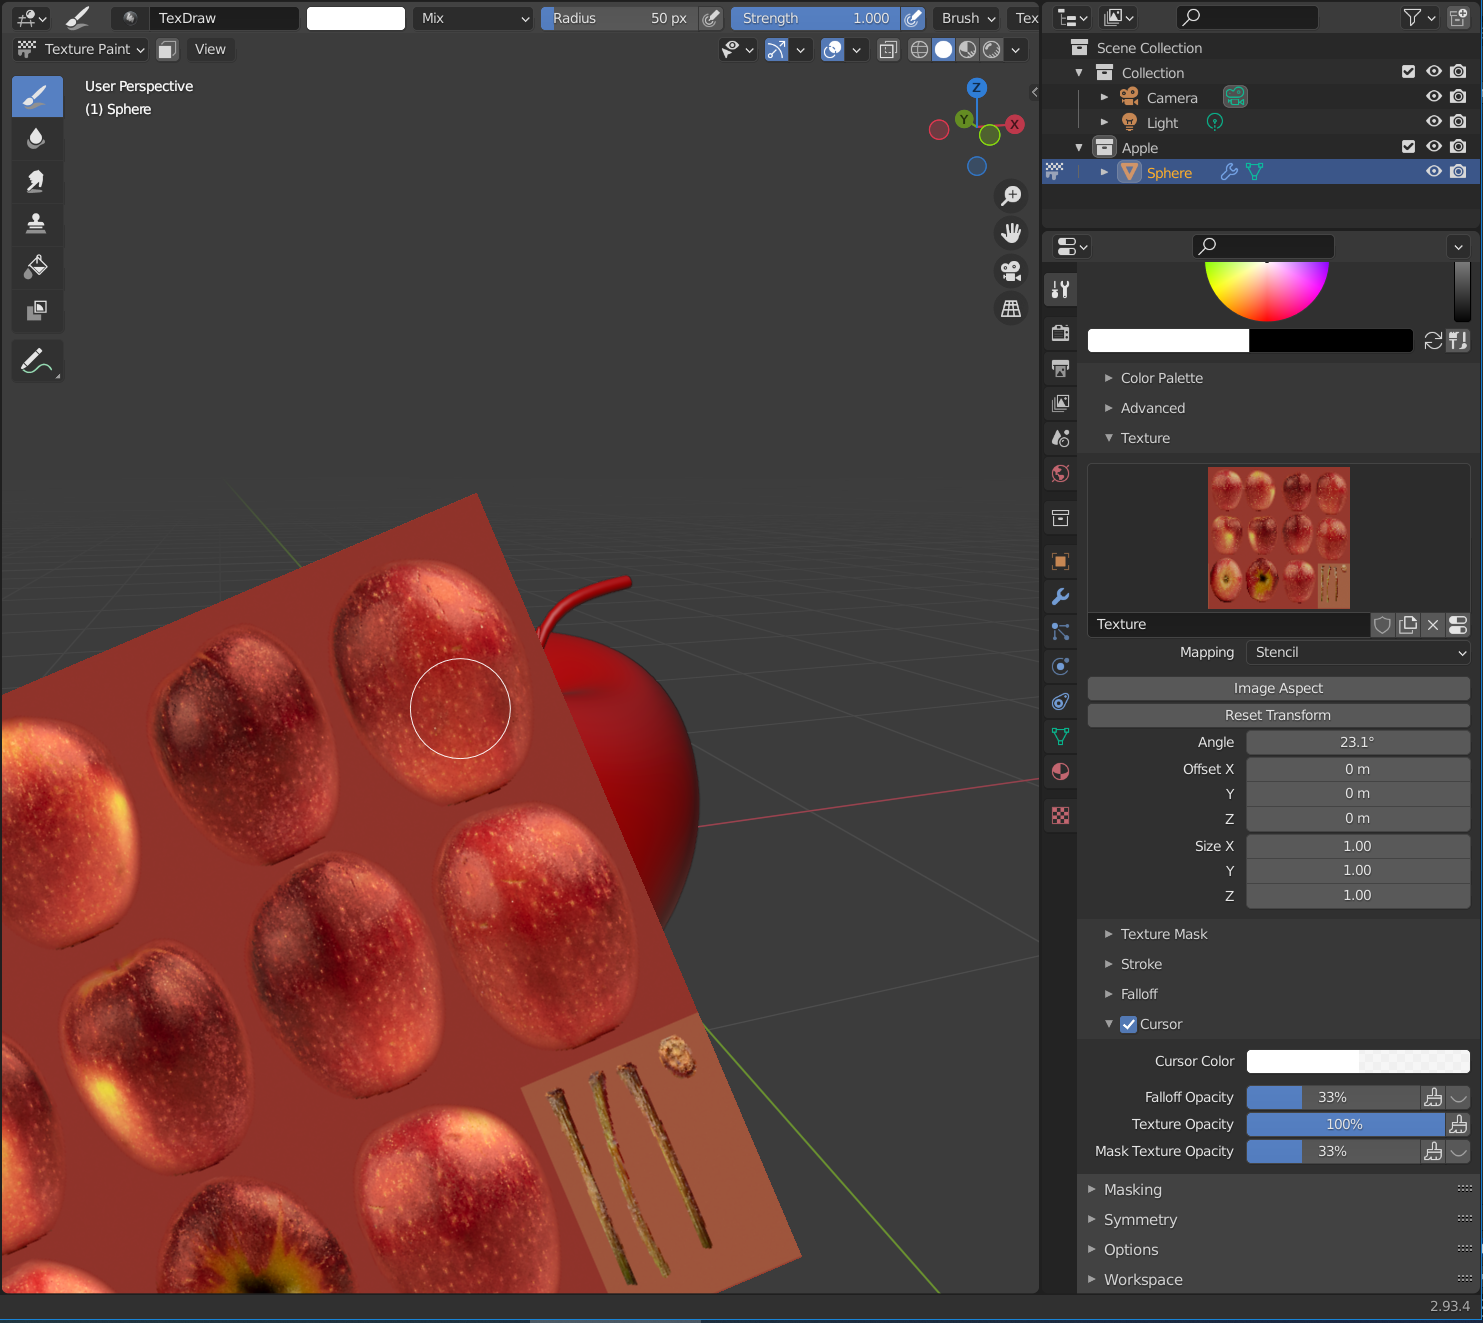 TexDraw Mix Radius 50 px Strength 1.000 Brush Tex
Texture Paint View
User Perspective
(1) Sphere
Z
Y
X
Scene Collection
Collection
Camera
Light
Apple
Sphere
Color Palette
Advanced
Texture
Texture
Mapping Stencil
Image Aspect
Reset Transform
Angle 23.1°
Offset X 0 m
Y 0 m
Z 0 m
Size X 1.00
Y 1.00
Z 1.00
Texture Mask
Stroke
Falloff
Cursor
Cursor Color
Falloff Opacity 33%
Texture Opacity 100%
Mask Texture Opacity 33%
Masking
Symmetry
Options
Workspace
2.93.4